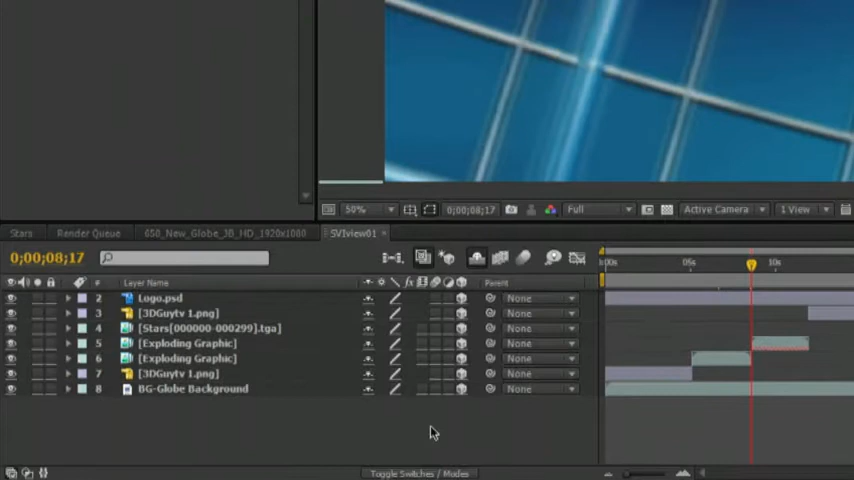 50% 0;00;08;17 Full Active Camera 1 View
Stars Render Queue 650_New_Globe_3B_HD_1920x1080 SVIview01 ×
0;00;08;17
:00s 05s 10s
# Layer Name fx Parent
2 Logo.psd None
3 [3DGuytv 1.png] None
4 [Stars[000000-000299].tga] None
5 [Exploding Graphic] None
6 [Exploding Graphic] None
7 [3DGuytv 1.png] None
8 BG-Globe Background None
Toggle Switches / Modes